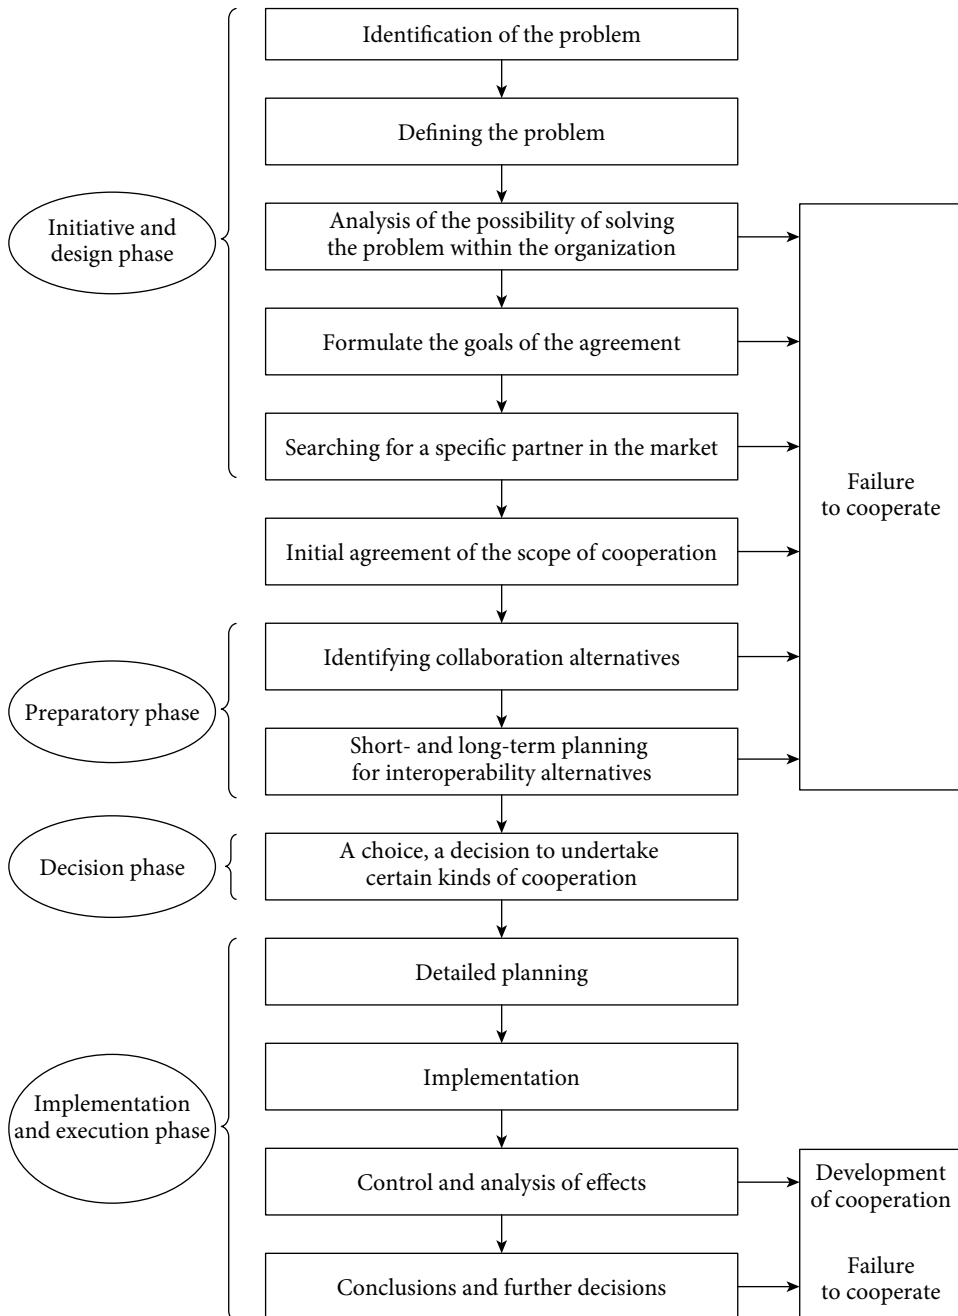 Identification of the problem
Defining the problem
Initiative and
design phase
Analysis of the possibility of solving
the problem within the organization
Formulate the goals of the agreement
Searching for a specific partner in the market
Failure
to cooperate
Initial agreement of the scope of cooperation
Preparatory phase
Identifying collaboration alternatives
Short- and long-term planning
for interoperability alternatives
Decision phase
A choice, a decision to undertake
certain kinds of cooperation
Detailed planning
Implementation
and execution phase
Implementation
Control and analysis of effects
Development
of cooperation
Conclusions and further decisions
Failure
to cooperate